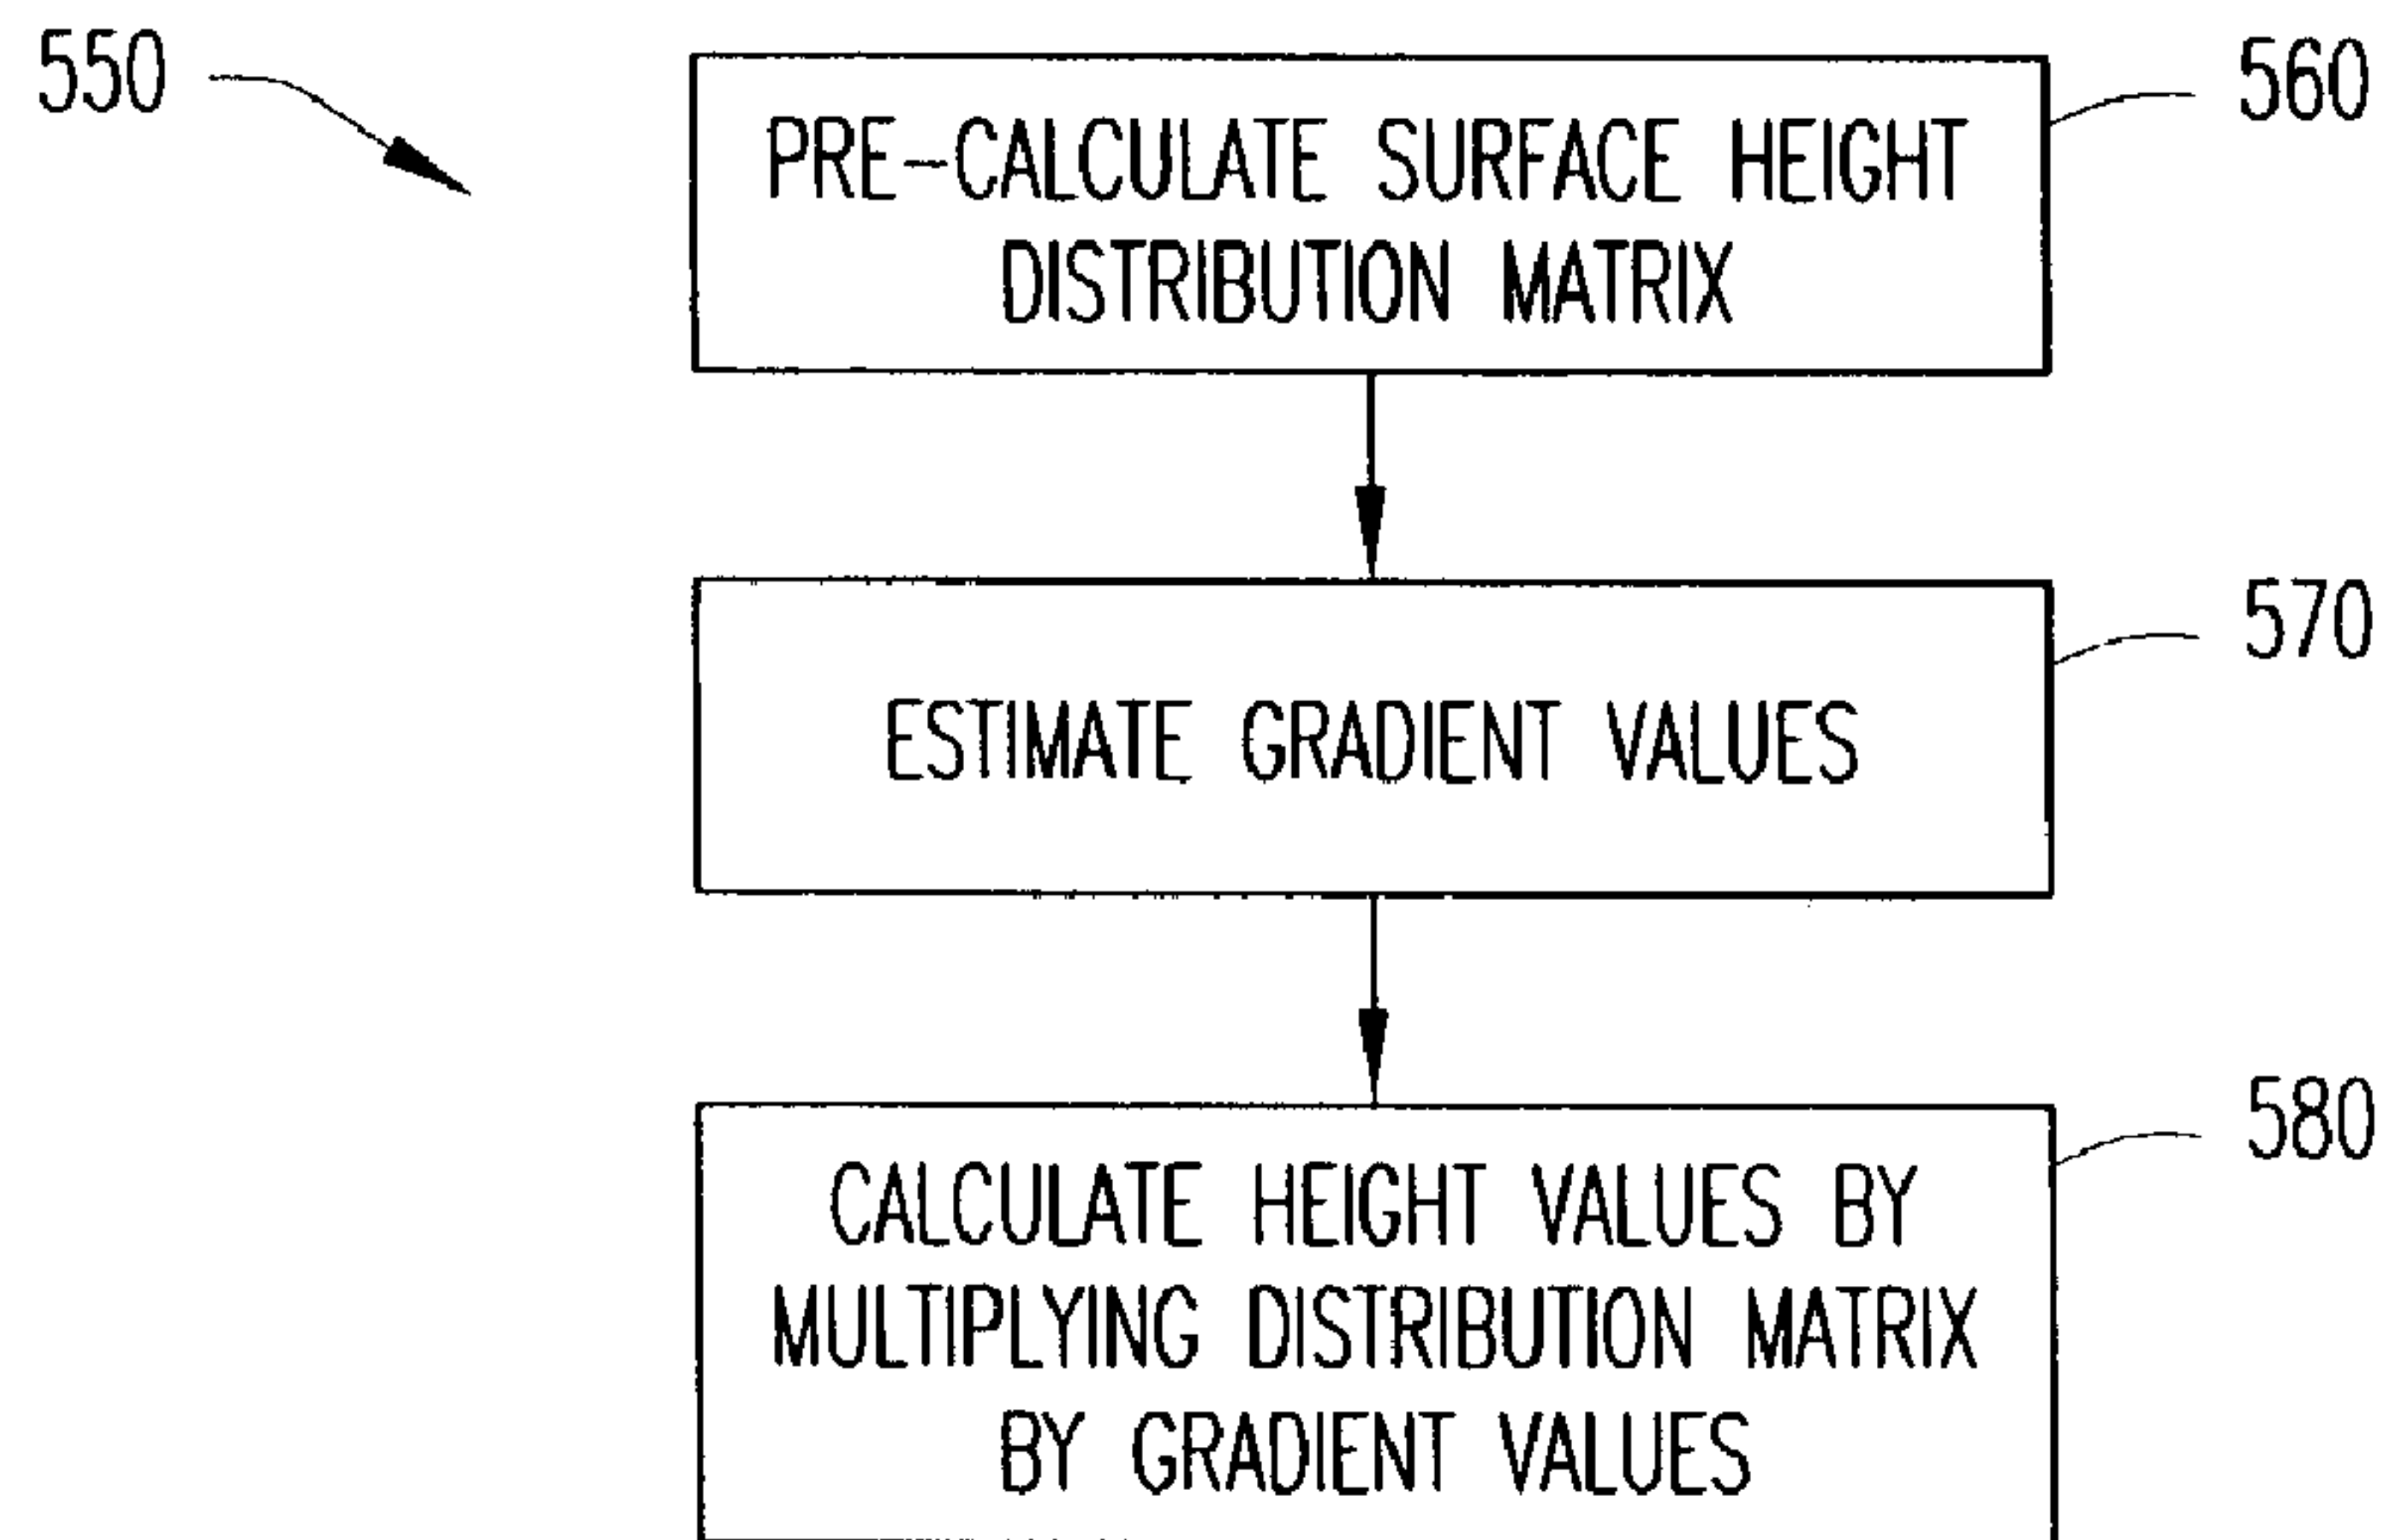 550
560
PRE-CALCULATE SURFACE HEIGHT
DISTRIBUTION MATRIX
570
ESTIMATE GRADIENT VALUES
580
CALCULATE HEIGHT VALUES BY
MULTIPLYING DISTRIBUTION MATRIX
BY GRADIENT VALUES